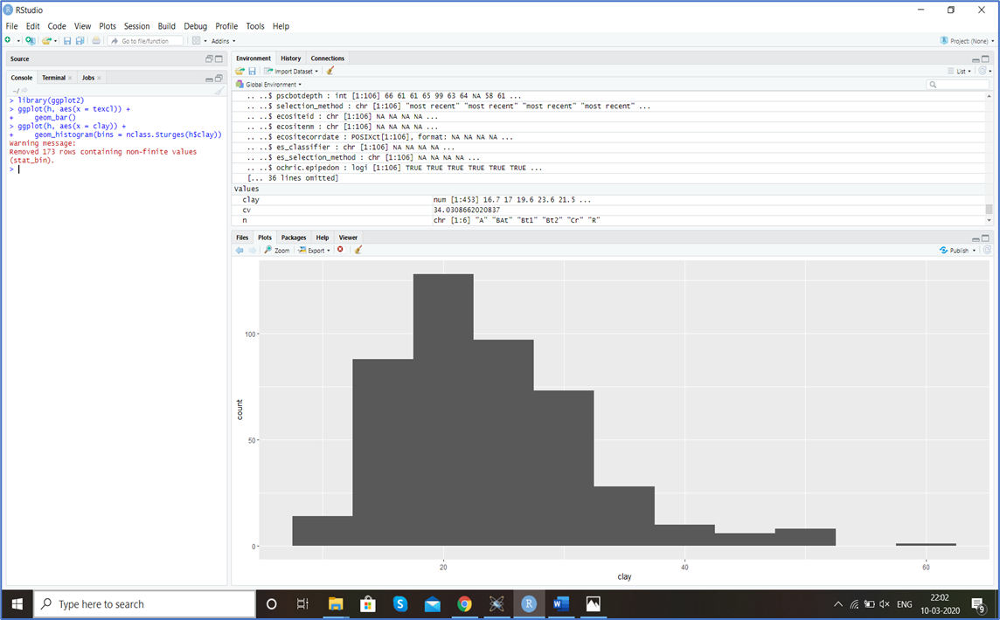 RStudio
File Edit Code View Plots Session Build Debug Profile Tools Help
Go to file/function Addins Project: (None)
Source
Console Terminal Jobs
~/
> library(ggplot2)
> ggplot(h, aes(x = texcl)) +
+ geom_bar()
> ggplot(h, aes(x = clay)) +
+ geom_histogram(bins = nclass.Sturges(h$clay))
Warning message:
Removed 173 rows containing non-finite values
(stat_bin).
>
Environment History Connections
Import Dataset List
Global Environment
.. ..$ pscbotdepth : int [1:106] 66 61 61 65 99 63 64 NA 58 61 ...
.. ..$ selection_method : chr [1:106] "most recent" "most recent" "most recent" "most recent" ...
.. ..$ ecositeid : chr [1:106] NA NA NA NA ...
.. ..$ ecositenm : chr [1:106] NA NA NA NA ...
.. ..$ ecositecorrdate : POSIXct[1:106], format: NA NA NA NA ...
.. ..$ es_classifier : chr [1:106] NA NA NA NA ...
.. ..$ es_selection_method : chr [1:106] NA NA NA NA ...
.. ..$ ochric.epipedon : logi [1:106] TRUE TRUE TRUE TRUE TRUE TRUE ...
[... 36 lines omitted]
values
clay num [1:453] 16.7 17 19.6 23.6 21.5 ...
cv 34.0308662020837
n chr [1:6] "A" "BAt" "Bt1" "Bt2" "Cr" "R"
Files Plots Packages Help Viewer
Zoom Export Publish
100
50
0
count
20 40 60
clay
Type here to search
ENG
22:02
10-03-2020
9